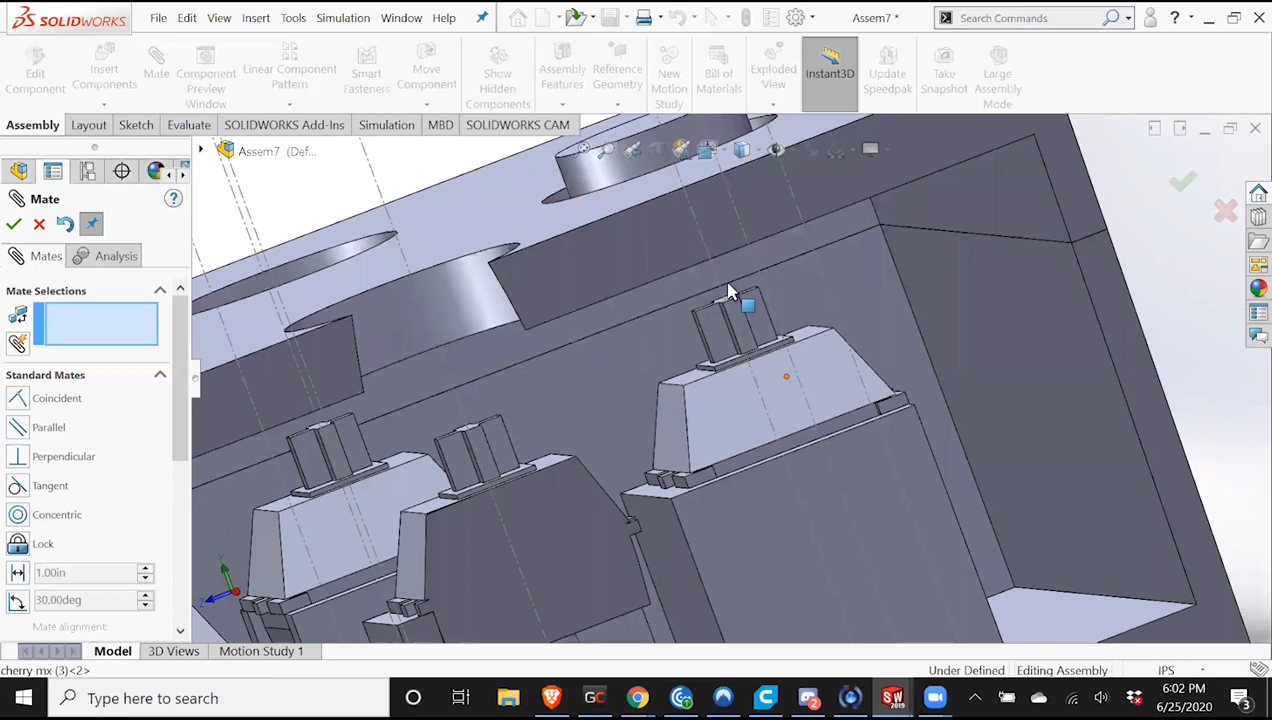 SOLIDWORKS File Edit View Insert Tools Simulation Window Help Assem7 * Search Commands ?
Edit Component
Insert Components
Mate
Component Preview Window
Linear Component Pattern
Smart Fasteners
Move Component
Show Hidden Components
Assembly Features
Reference Geometry
New Motion Study
Bill of Materials
Exploded View
Instant3D
Update Speedpak
Take Snapshot
Large Assembly Mode
Assembly Layout Sketch Evaluate SOLIDWORKS Add-Ins Simulation MBD SOLIDWORKS CAM
Assem7 (Def...
Mate ?
Mates Analysis
Mate Selections
Standard Mates
Coincident
Parallel
Perpendicular
Tangent
Concentric
Lock
1.00in
30.00deg
Mate alignment:
Y
Z
Model 3D Views Motion Study 1
cherry mx (3)<2> Under Defined Editing Assembly IPS
Type here to search
GC
SW
2019
2
6:02 PM
6/25/2020
3